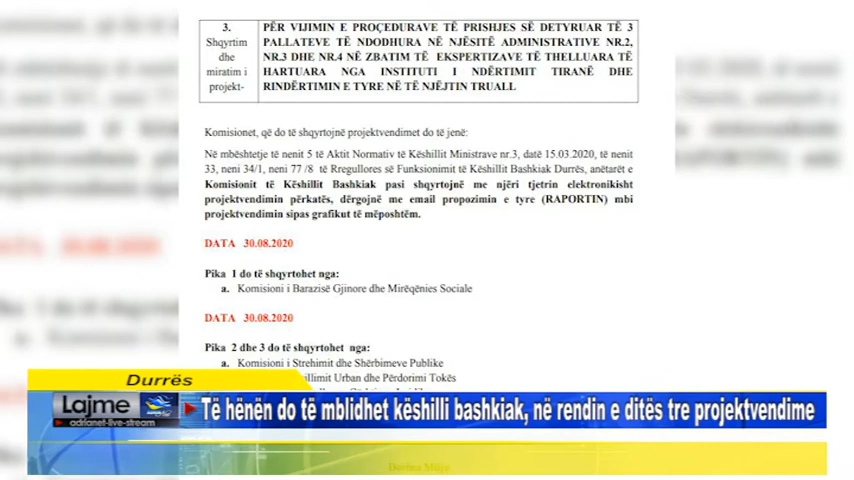 3.
Shqyrtim
dhe
miratim i
projekt-
PËR VIJIMIN E PROÇEDURAVE TË PRISHJES SË DETYRUAR TË 3
PALLATEVE TË NDODHURA NË NJËSITË ADMINISTRATIVE NR.2,
NR.3 DHE NR.4 NË ZBATIM TË EKSPERTIZAVE TË THELLUARA TË
HARTUARA NGA INSTITUTI I NDËRTIMIT TIRANË DHE
RINDËRTIMIN E TYRE NË TË NJËJTIN TRUALL
Komisionet, që do të shqyrtojnë projektvendimet do të jenë:
Në mbështetje të nenit 5 të Aktit Normativ të Këshillit Ministrave nr.3, datë 15.03.2020, të nenit
33, neni 34/1, neni 77 /8 të Rregullores së Funksionimit të Këshillit Bashkiak Durrës, anëtarët e
Komisionit të Këshillit Bashkiak pasi shqyrtojnë me njëri tjetrin elektronikisht
projektvendimin përkatës, dërgojnë me email propozimin e tyre (RAPORTIN) mbi
projektvendimin sipas grafikut të mëposhtëm.
DATA 30.08.2020
Pika 1 do të shqyrtohet nga:
a. Komisioni i Barazisë Gjinore dhe Mirëqënies Sociale
DATA 30.08.2020
Pika 2 dhe 3 do të shqyrtohet nga:
a. Komisioni i Strehimit dhe Shërbimeve Publike
illimit Urban dhe Përdorimi Tokës
Durrës
Lajme
adrianet-live-stream
Të hënën do të mblidhet këshilli bashkiak, në rendin e ditës tre projektvendime